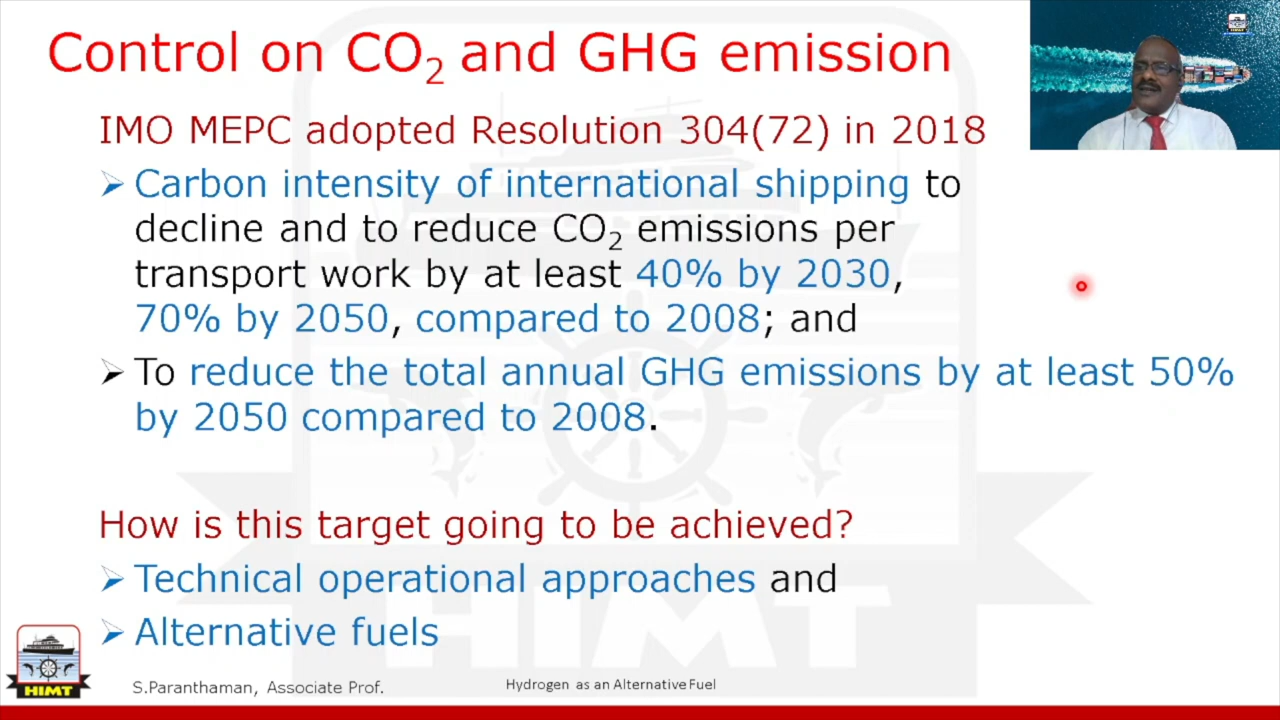 Control on CO₂ and GHG emission
IMO MEPC adopted Resolution 304(72) in 2018
➢ Carbon intensity of international shipping to
decline and to reduce CO₂ emissions per
transport work by at least 40% by 2030,
70% by 2050, compared to 2008; and
➢ To reduce the total annual GHG emissions by at least 50%
by 2050 compared to 2008.
How is this target going to be achieved?
➢ Technical operational approaches and
➢ Alternative fuels
HIMT
HIMT
S.Paranthaman, Associate Prof.
Hydrogen as an Alternative Fuel